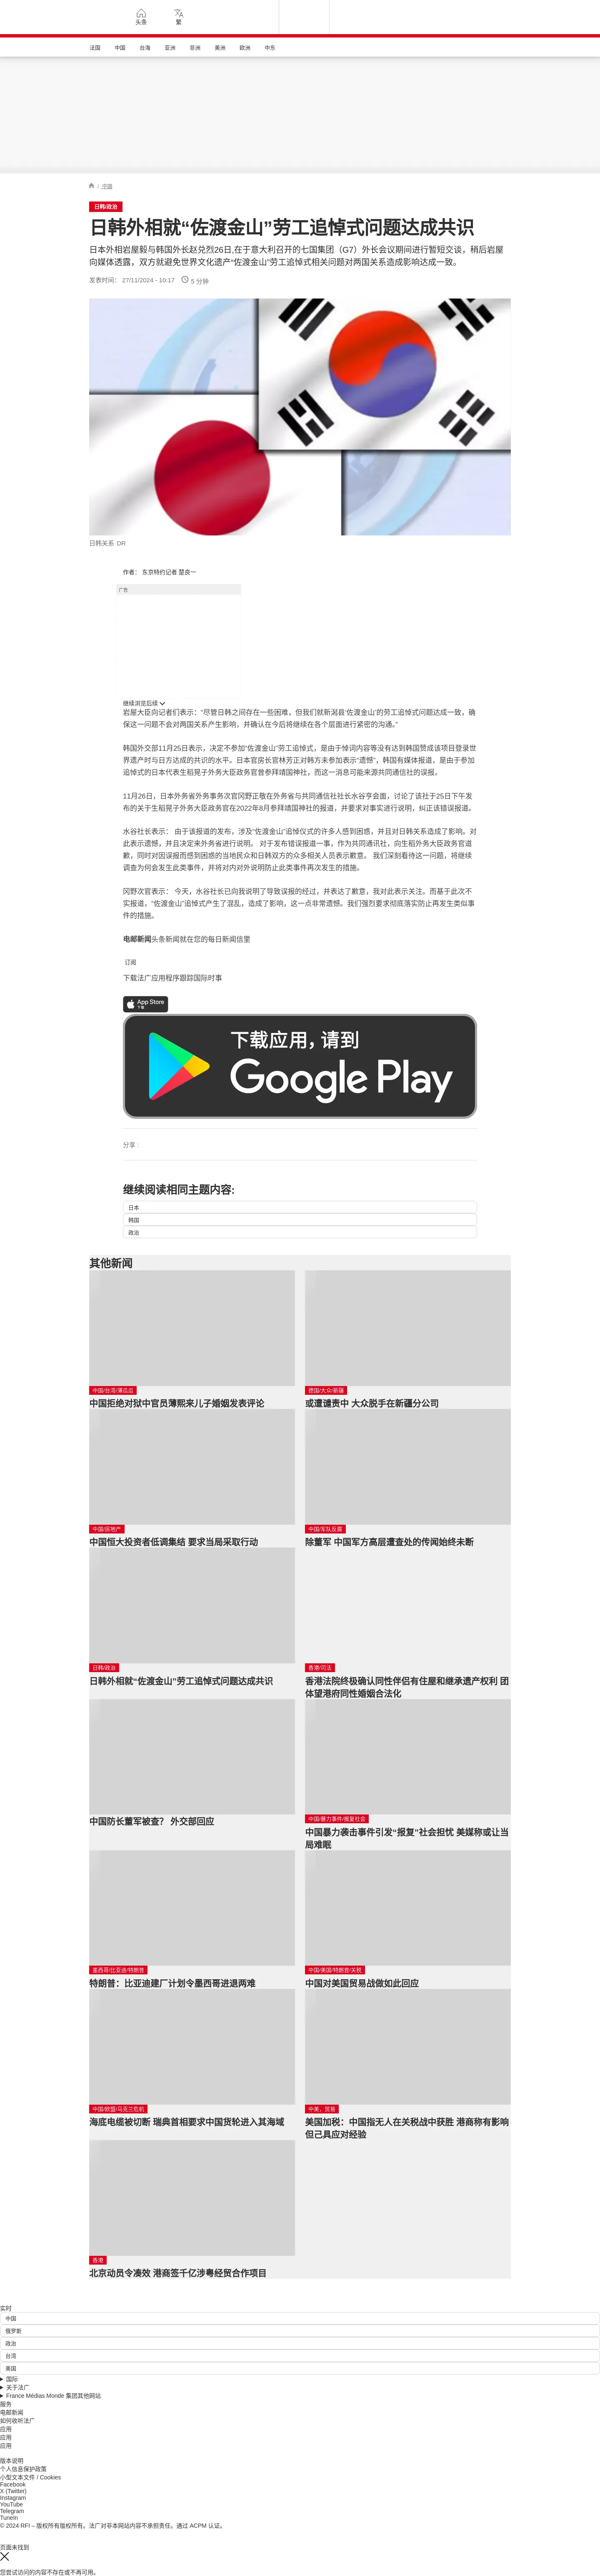 头条
繁
法国
中国
台海
亚洲
非洲
美洲
欧洲
中东
/ 中国
日韩/政治
日韩外相就“佐渡金山”劳工追悼式问题达成共识
日本外相岩屋毅与韩国外长赵兑烈26日,在于意大利召开的七国集团（G7）外长会议期间进行暂短交谈，稍后岩屋
向媒体透露，双方就避免世界文化遗产“佐渡金山”劳工追悼式相关问题对两国关系造成影响达成一致。
发表时间： 27/11/2024 - 10:17
5 分钟
日韩关系 DR
作者： 东京特约记者 楚良一
广告
继续浏览后续
岩屋大臣向记者们表示：“尽管日韩之间存在一些困难，但我们就新潟县‘佐渡金山’的劳工追悼式问题达成一致，确
保这一问题不会对两国关系产生影响，并确认在今后将继续在各个层面进行紧密的沟通。”
韩国外交部11月25日表示，决定不参加“佐渡金山”劳工追悼式，是由于悼词内容等没有达到韩国赞成该项目登录世
界遗产时与日方达成的共识的水平。日本官房长官林芳正对韩方未参加表示“遗憾”，韩国有媒体报道，是由于参加
追悼式的日本代表生稻晃子外务大臣政务官曾参拜靖国神社，而这一消息可能来源共同通信社的误报。
11月26日，日本外务省外务事务次官冈野正敬在外务省与共同通信社社长水谷亨会面，讨论了该社于25日下午发
布的关于生稻晃子外务大臣政务官在2022年8月参拜靖国神社的报道，并要求对事实进行说明，纠正该错误报道。
水谷社长表示： 由于该报道的发布，涉及“佐渡金山”追悼仪式的许多人感到困惑，并且对日韩关系造成了影响。对
此表示遗憾，并且决定来外务省进行说明。 对于发布错误报道一事，作为共同通讯社，向生稻外务大臣政务官道
歉，同时对因误报而感到困惑的当地民众和日韩双方的众多相关人员表示歉意。 我们深刻看待这一问题，将继续
调查为何会发生此类事件，并将对内对外说明防止此类事件再次发生的措施。
冈野次官表示： 今天，水谷社长已向我说明了导致误报的经过，并表达了歉意，我对此表示关注。而基于此次不
实报道，“佐渡金山”追悼式产生了混乱，造成了影响，这一点非常遗憾。我们强烈要求彻底落实防止再发生类似事
件的措施。
电邮新闻头条新闻就在您的每日新闻信里
订阅
下载法广应用程序跟踪国际时事
App Store
下载
下载应用，请到
Google Play
分享 :
继续阅读相同主题内容:
日本
韩国
政治
其他新闻
中国/台湾/薄瓜瓜
中国拒绝对狱中官员薄熙来儿子婚姻发表评论
德国/大众/新疆
或遭谴责中 大众脱手在新疆分公司
中国/房地产
中国恒大投资者低调集结 要求当局采取行动
中国/军队反腐
除董军 中国军方高层遭查处的传闻始终未断
日韩/政治
日韩外相就“佐渡金山”劳工追悼式问题达成共识
香港/司法
香港法院终极确认同性伴侣有住屋和继承遗产权利 团
体望港府同性婚姻合法化
中国防长董军被查？ 外交部回应
中国/暴力事件/报复社会
中国暴力袭击事件引发“报复”社会担忧 美媒称或让当
局难眠
墨西哥/比亚迪/特朗普
特朗普：比亚迪建厂计划令墨西哥进退两难
中国/美国/特朗普/关税
中国对美国贸易战做如此回应
中国/欧盟/乌克兰危机
海底电缆被切断 瑞典首相要求中国货轮进入其海域
中美，贸易
美国加税：中国指无人在关税战中获胜 港商称有影响
但己具应对经验
香港
北京动员令凑效 港商签千亿涉粤经贸合作项目
实时
中国
俄罗斯
政治
台湾
美国
国际
关于法广
France Médias Monde 集团其他网站
服务
电邮新闻
如何收听法广
应用
应用
应用
版本说明
个人信息保护政策
小型文本文件 / Cookies
Facebook
X (Twitter)
Instagram
YouTube
Telegram
TuneIn
© 2024 RFI – 版权所有版权所有。法广对非本网站内容不承担责任。通过 ACPM 认证。
页面未找到
您尝试访问的内容不存在或不再可用。